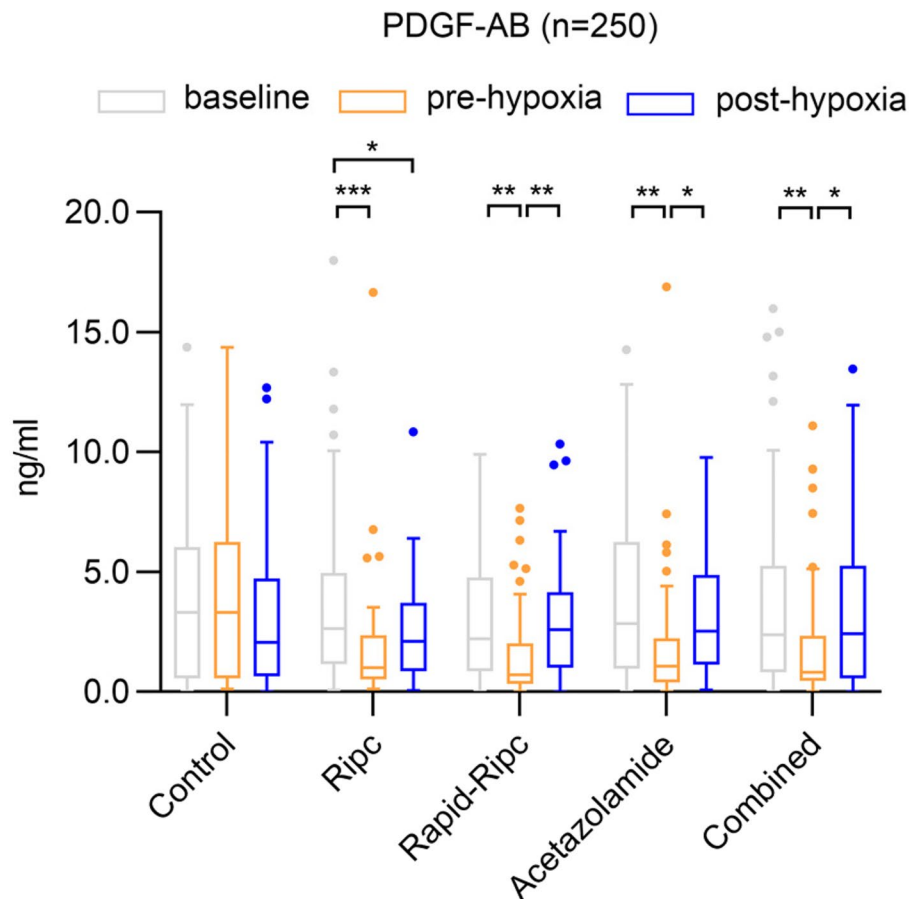 PDGF-AB (n=250)
baseline pre-hypoxia post-hypoxia
*
*** ** ** ** * ** *
20.0
15.0
10.0
5.0
0.0
ng/ml
Control
Ripc
Rapid-Ripc
Acetazolamide
Combined